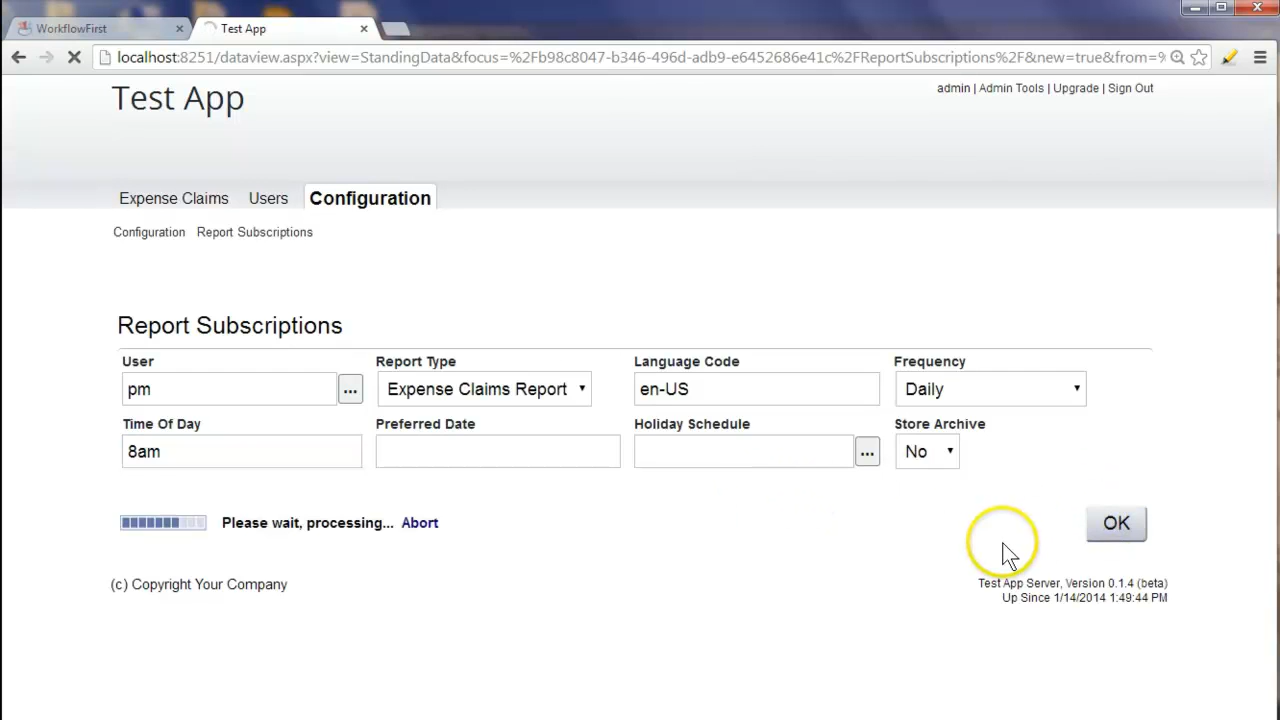 WorkflowFirst × Test App ×
localhost:8251/dataview.aspx?view=StandingData&focus=%2Fb98c8047-b346-496d-adb9-e6452686e41c%2FReportSubscriptions%2F&new=true&from=%
Test App
admin | Admin Tools | Upgrade | Sign Out
Expense Claims Users Configuration
Configuration Report Subscriptions
Report Subscriptions
User Report Type Language Code Frequency
pm ... Expense Claims Report en-US Daily
Time Of Day Preferred Date Holiday Schedule Store Archive
8am ... No
Please wait, processing... Abort OK
(c) Copyright Your Company
Test App Server, Version 0.1.4 (beta)
Up Since 1/14/2014 1:49:44 PM